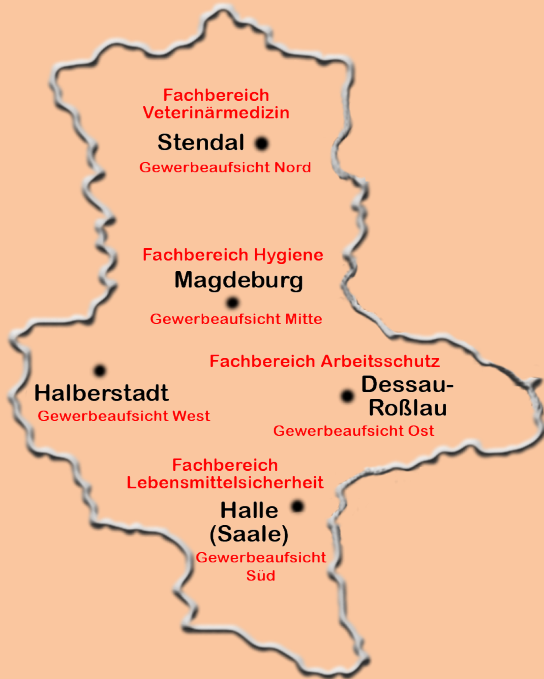 Fachbereich
Veterinärmedizin
Stendal
Gewerbeaufsicht Nord
Fachbereich Hygiene
Magdeburg
Gewerbeaufsicht Mitte
Halberstadt
Gewerbeaufsicht West
Fachbereich Arbeitsschutz
Dessau-
Roßlau
Gewerbeaufsicht Ost
Fachbereich
Lebensmittelsicherheit
Halle
(Saale)
Gewerbeaufsicht
Süd